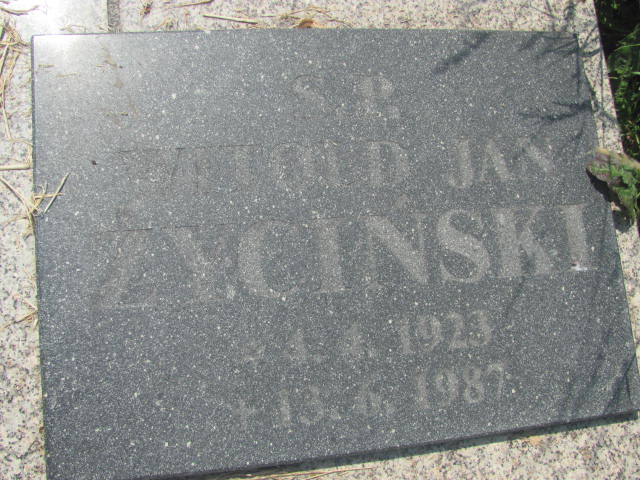 Ś.P.
WITOLD JAN
ŻYCIŃSKI
* 4. 4. 1923
+ 13. 6. 1987